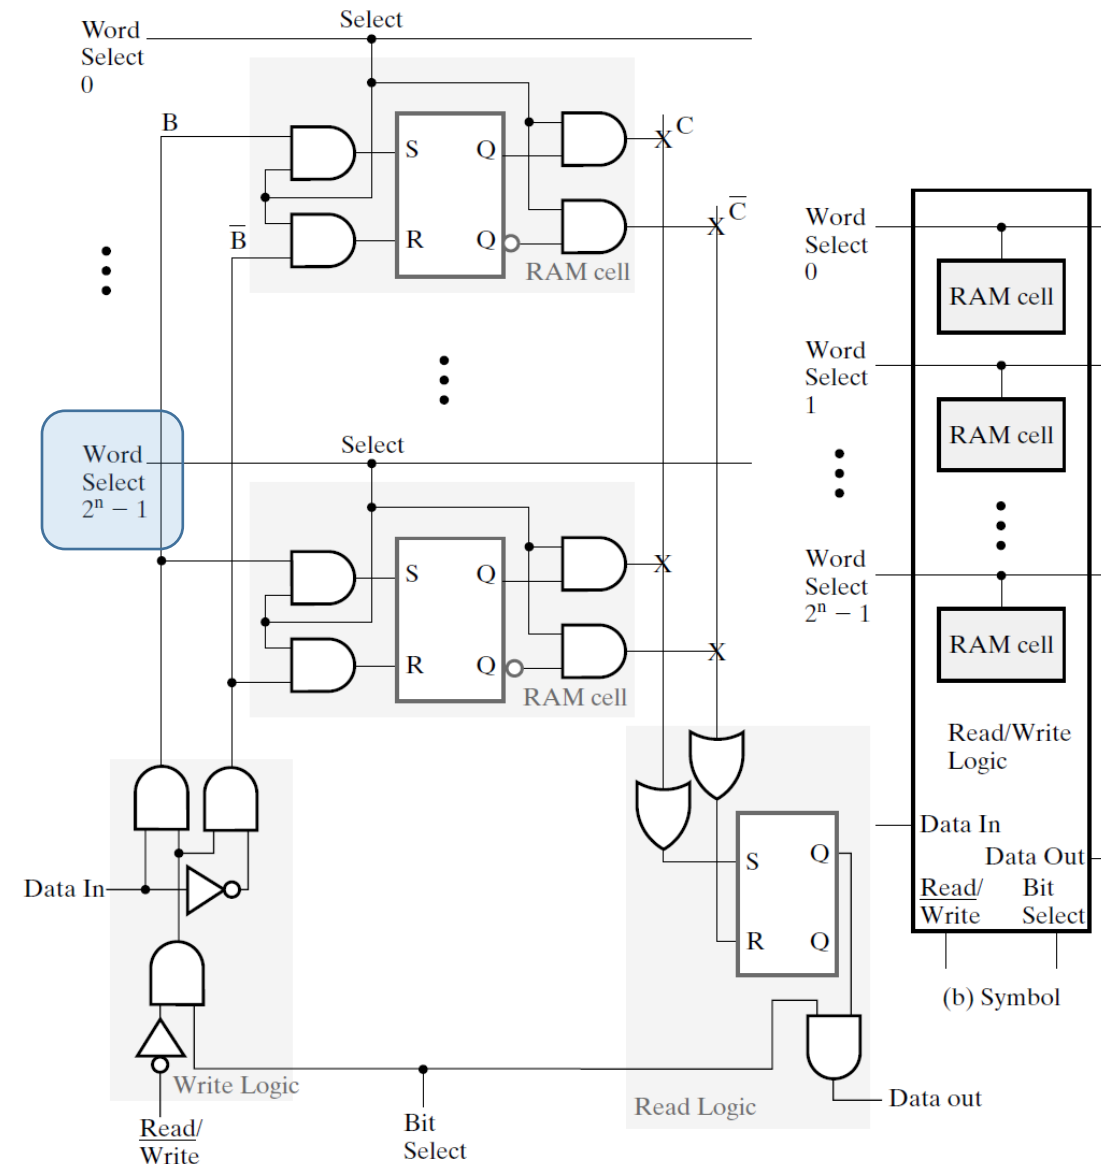 Word
Select
0
Select
B
C
S
Q
B̅
C̅
R
Q
RAM cell
Word
Select
2ⁿ − 1
Select
S
Q
R
Q
RAM cell
Data In
Write Logic
Read/
Write
Bit
Select
S
Q
R
Q
Read Logic
Data out
Word
Select
0
RAM cell
Word
Select
1
RAM cell
Word
Select
2ⁿ − 1
RAM cell
Read/Write
Logic
Data In
Data Out
Read/
Write
Bit
Select
(b) Symbol